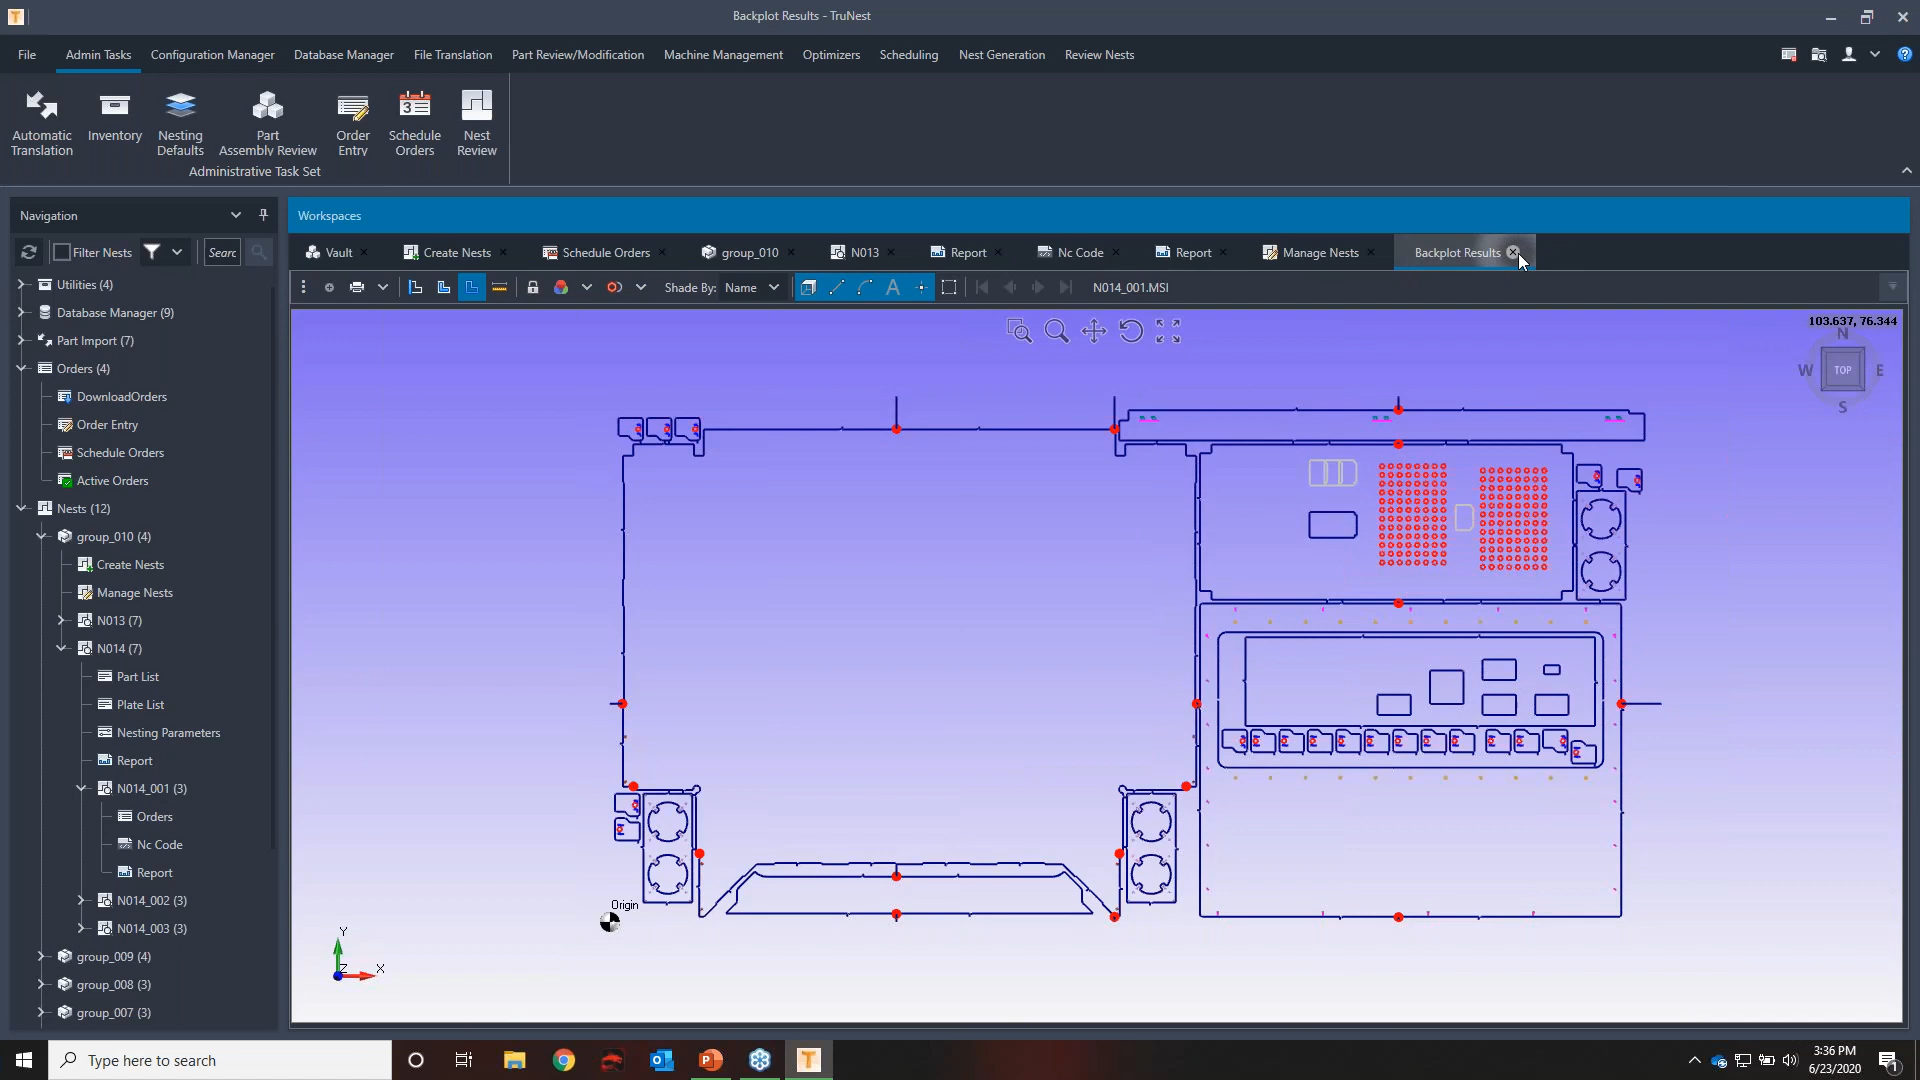 Backplot Results - TruNest
File
Admin Tasks
Configuration Manager
Database Manager
File Translation
Part Review/Modification
Machine Management
Optimizers
Scheduling
Nest Generation
Review Nests
Automatic
Translation
Inventory
Nesting
Defaults
Part
Assembly Review
Order
Entry
3
Schedule
Orders
Nest
Review
Administrative Task Set
Navigation
Workspaces
Filter Nests
Searc
Vault
Create Nests
Schedule Orders
group_010
N013
Report
Nc Code
Report
Manage Nests
Backplot Results
Shade By:
Name
N014_001.MSI
Utilities (4)
Database Manager (9)
Part Import (7)
Orders (4)
DownloadOrders
Order Entry
Schedule Orders
Active Orders
Nests (12)
group_010 (4)
Create Nests
Manage Nests
N013 (7)
N014 (7)
Part List
Plate List
Nesting Parameters
Report
N014_001 (3)
Orders
Nc Code
Report
N014_002 (3)
N014_003 (3)
group_009 (4)
group_008 (3)
group_007 (3)
103.637, 76.344
N
W
TOP
E
S
Origin
Y
Z
X
Type here to search
3:36 PM
6/23/2020
1